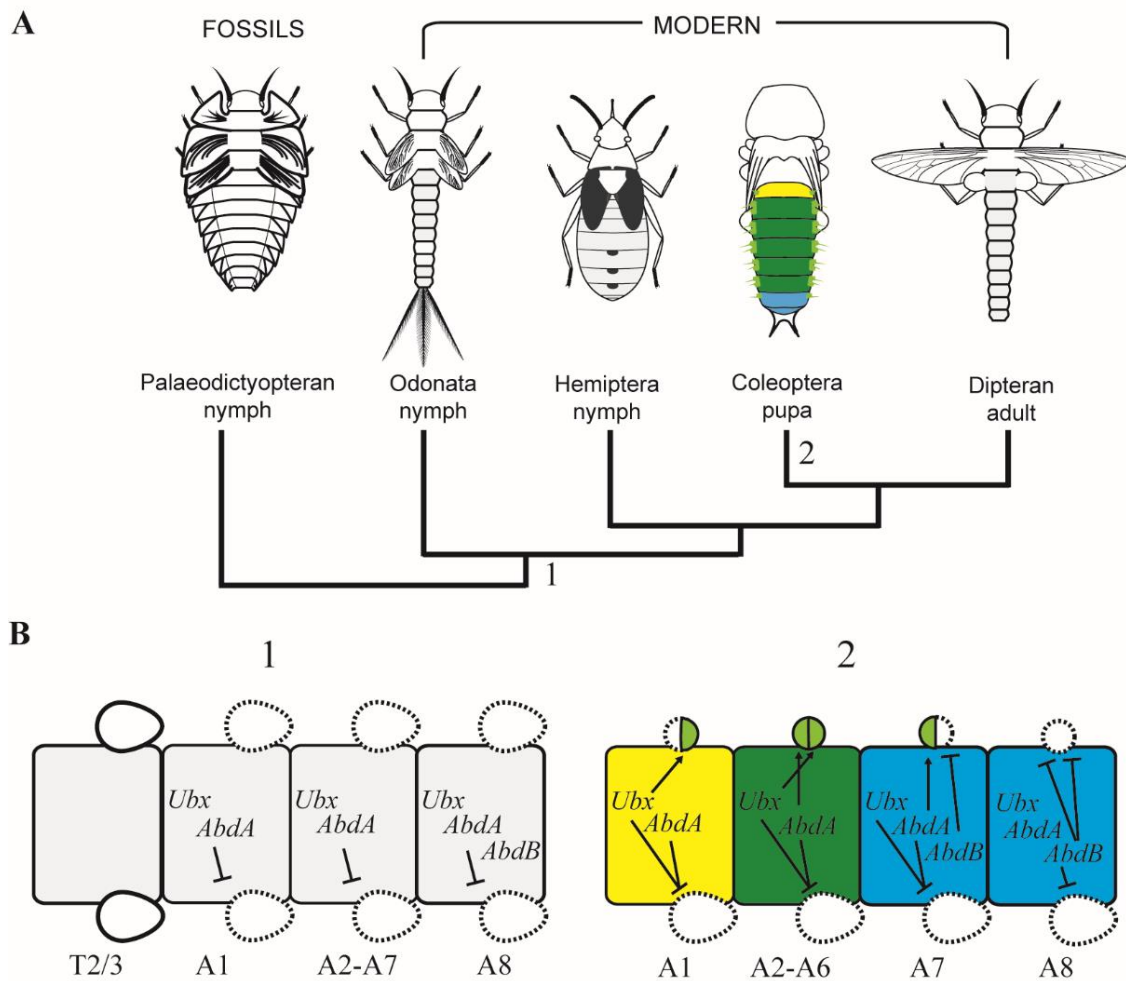 A
FOSSILS
MODERN
Palaeodictyopteran
nymph
Odonata
nymph
Hemiptera
nymph
Coleoptera
pupa
Dipteran
adult
2
1
B
1
2
Ubx
AbdA
Ubx
AbdA
Ubx
AbdA
AbdB
Ubx
AbdA
Ubx
AbdA
Ubx
AbdA
AbdB
Ubx
AbdA
AbdB
T2/3 A1 A2-A7 A8
A1 A2-A6 A7 A8